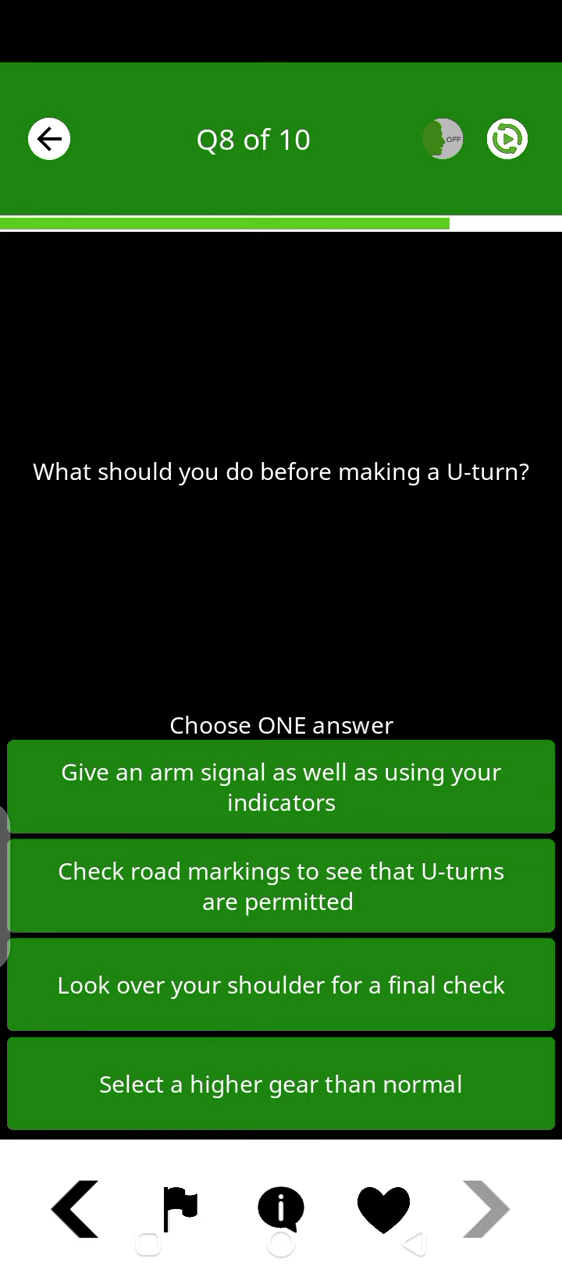 Q8 of 10
OFF
What should you do before making a U-turn?
Choose ONE answer
Give an arm signal as well as using your
indicators
Check road markings to see that U-turns
are permitted
Look over your shoulder for a final check
Select a higher gear than normal